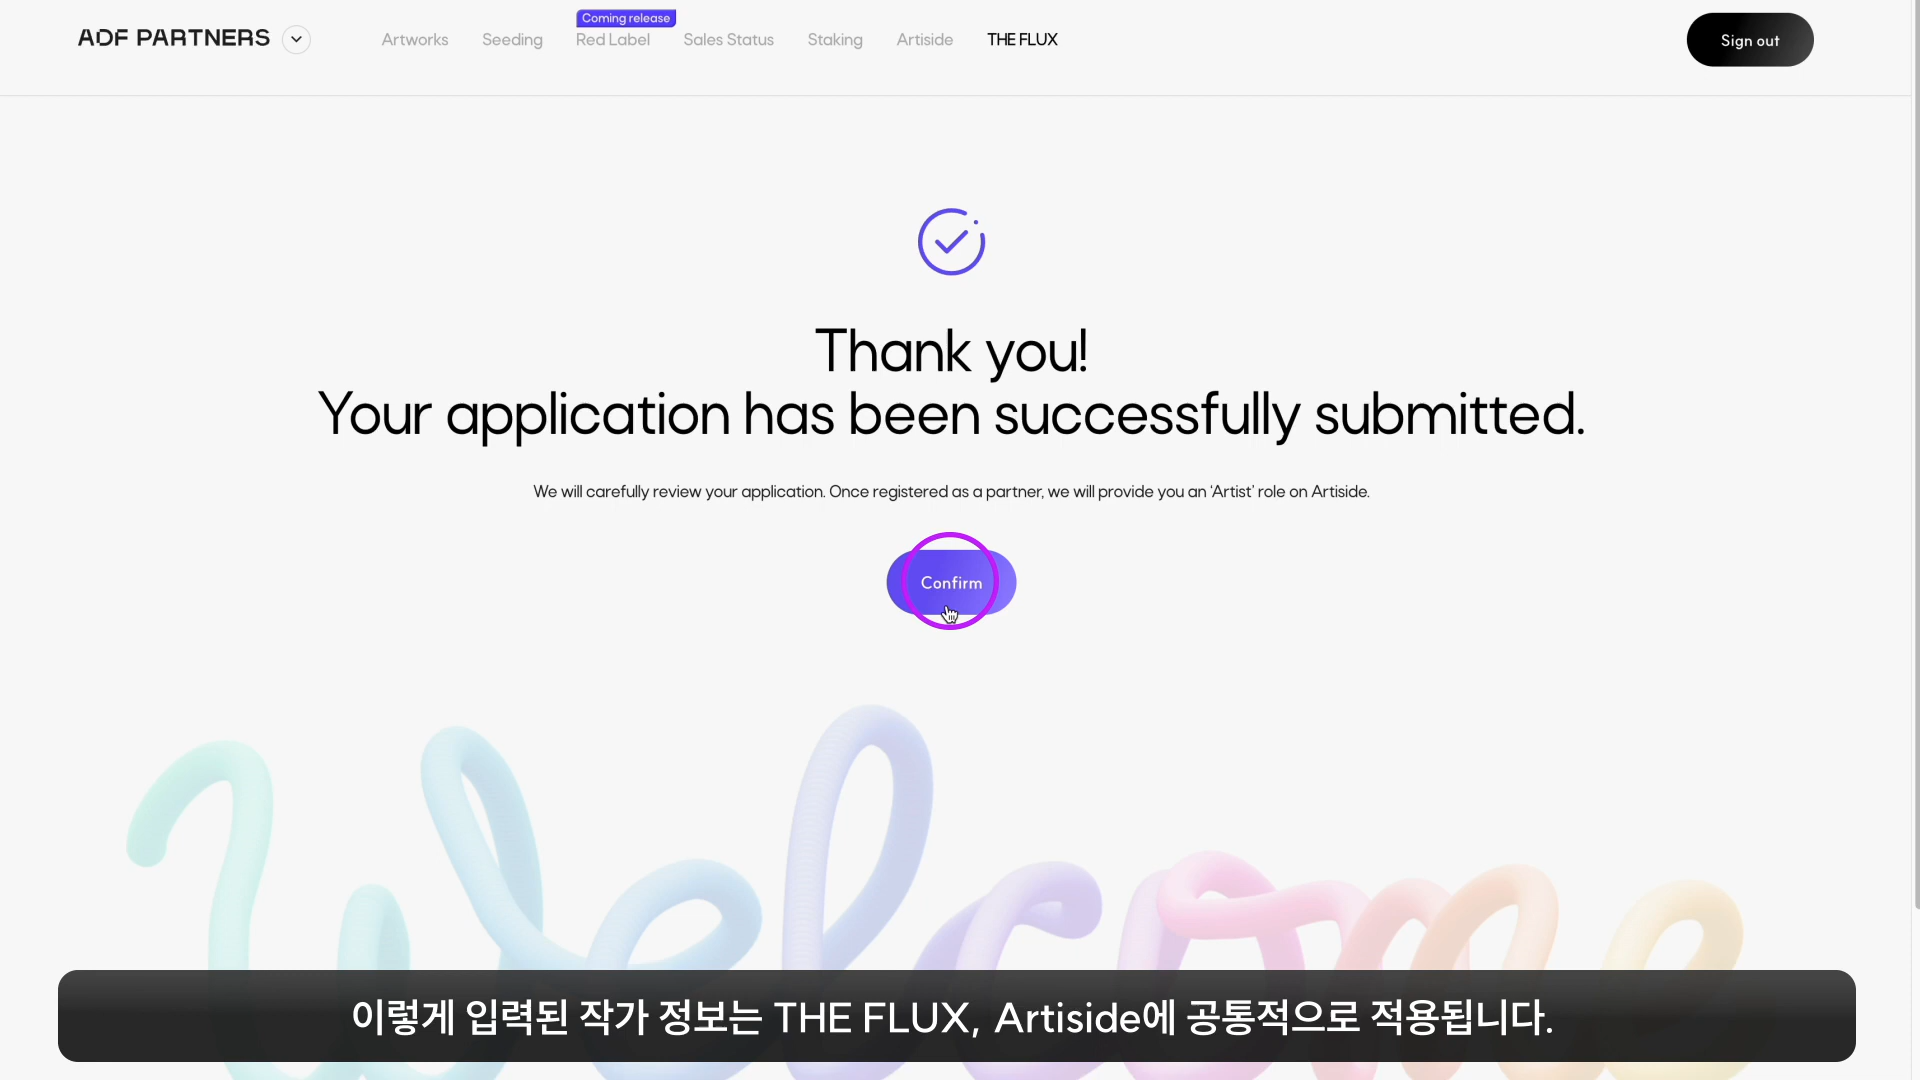 ADF PARTNERS
Artworks
Seeding
Coming release
Red Label
Sales Status
Staking
Artiside
THE FLUX
Sign out
Thank you!
Your application has been successfully submitted.
We will carefully review your application. Once registered as a partner, we will provide you an ‘Artist’ role on Artiside.
Confirm
Welcome
이렇게 입력된 작가 정보는 THE FLUX, Artiside에 공통적으로 적용됩니다.